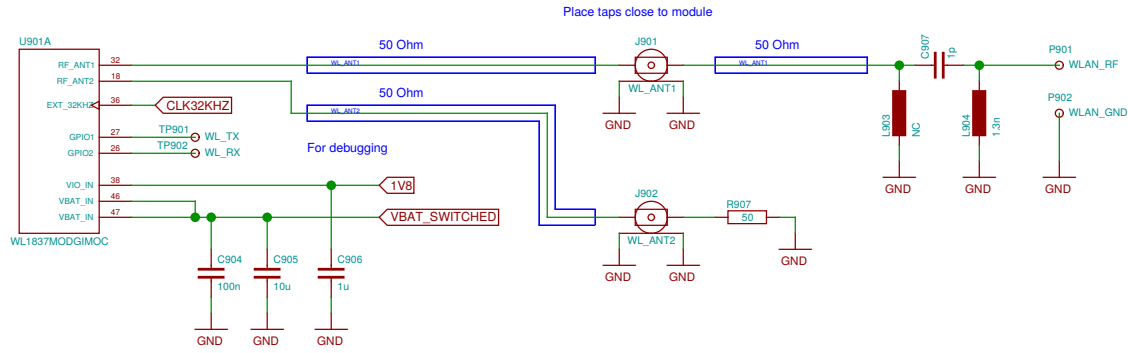 Place taps close to module
U901A
50 Ohm
J901
50 Ohm
C907
1p
P901
RF_ANT1
32
WL_ANT1
WL_ANT1
WLAN_RF
RF_ANT2
18
WL_ANT1
50 Ohm
P902
EXT_32KHZ
36
CLK32KHZ
WL_ANT2
GND
GND
L903
NC
L904
1.3n
WLAN_GND
TP901
GPIO1
27
WL_TX
TP902
GPIO2
26
WL_RX
For debugging
VIO_IN
38
1V8
GND
GND
GND
VBAT_IN
46
J902
R907
VBAT_IN
47
VBAT_SWITCHED
50
WL1837MODGIMOC
WL_ANT2
C904
C905
C906
GND
GND
GND
100n
10u
1u
GND
GND
GND